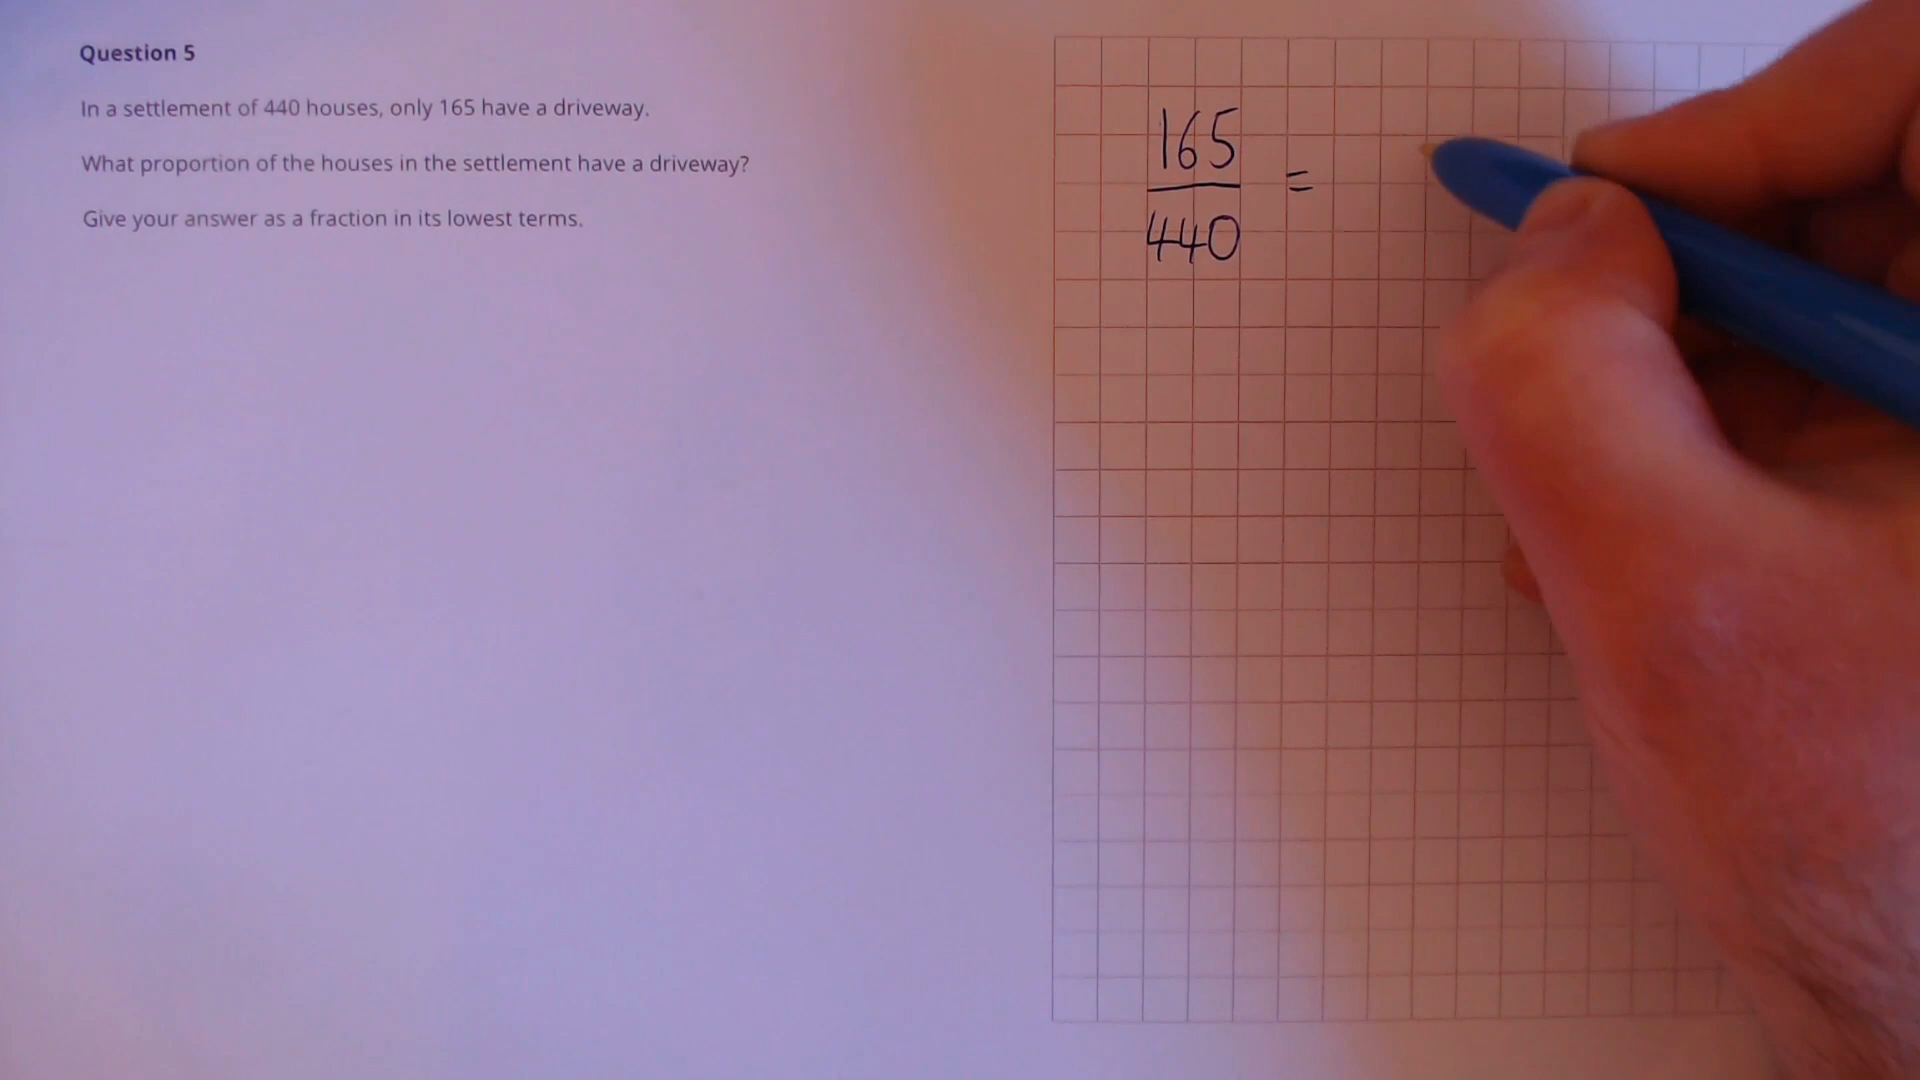 Question 5
In a settlement of 440 houses, only 165 have a driveway.
What proportion of the houses in the settlement have a driveway?
Give your answer as a fraction in its lowest terms.
165
=
440